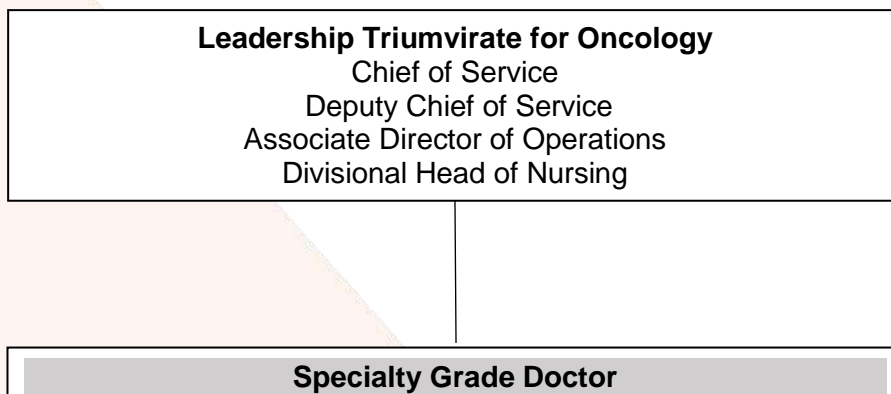 Leadership Triumvirate for Oncology
Chief of Service
Deputy Chief of Service
Associate Director of Operations
Divisional Head of Nursing
Specialty Grade Doctor